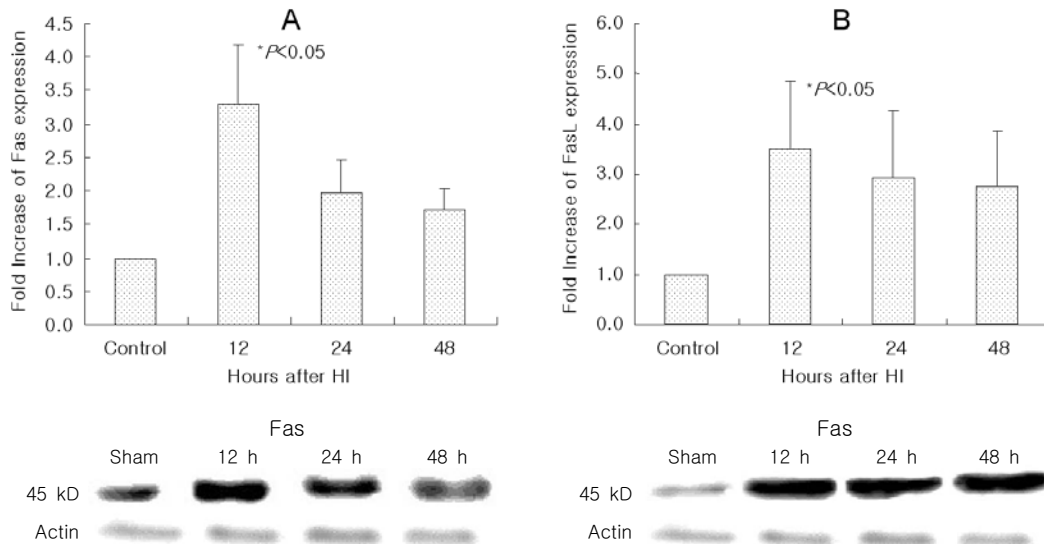 A
Fold Increase of Fas expression
4.5
4.0
3.5
3.0
2.5
2.0
1.5
1.0
0.5
0.0
*P<0.05
Control 12 24 48
Hours after HI
Fas
Sham 12 h 24 h 48 h
45 kD
Actin
B
Fold Increase of FasL expression
6.0
5.0
4.0
3.0
2.0
1.0
0.0
*P<0.05
Control 12 24 48
Hours after HI
Fas
Sham 12 h 24 h 48 h
45 kD
Actin